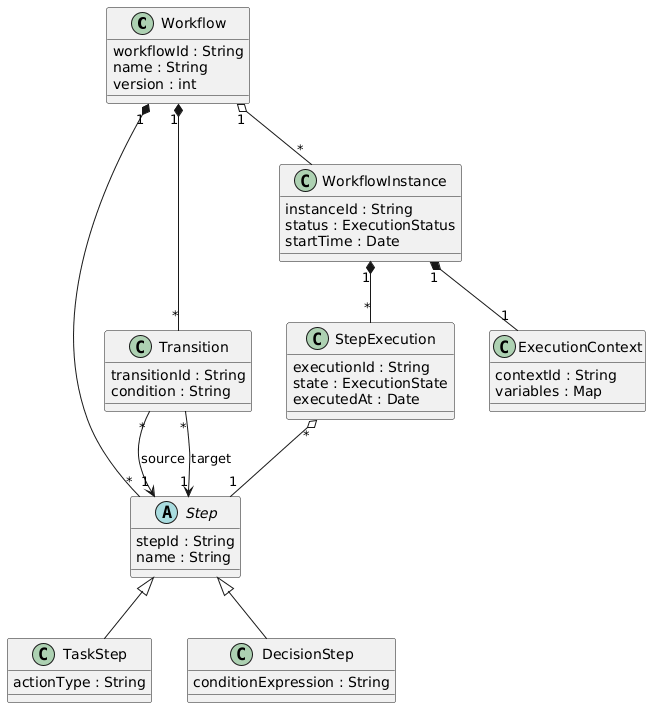 C Workflow
workflowId : String
name : String
version : int
1
1
1
*
C WorkflowInstance
instanceId : String
status : ExecutionStatus
startTime : Date
1
1
*
*
1
C Transition
transitionId : String
condition : String
C StepExecution
executionId : String
state : ExecutionState
executedAt : Date
C ExecutionContext
contextId : String
variables : Map
*
*
*
source
target
*
1
1
1
A Step
stepId : String
name : String
C TaskStep
actionType : String
C DecisionStep
conditionExpression : String